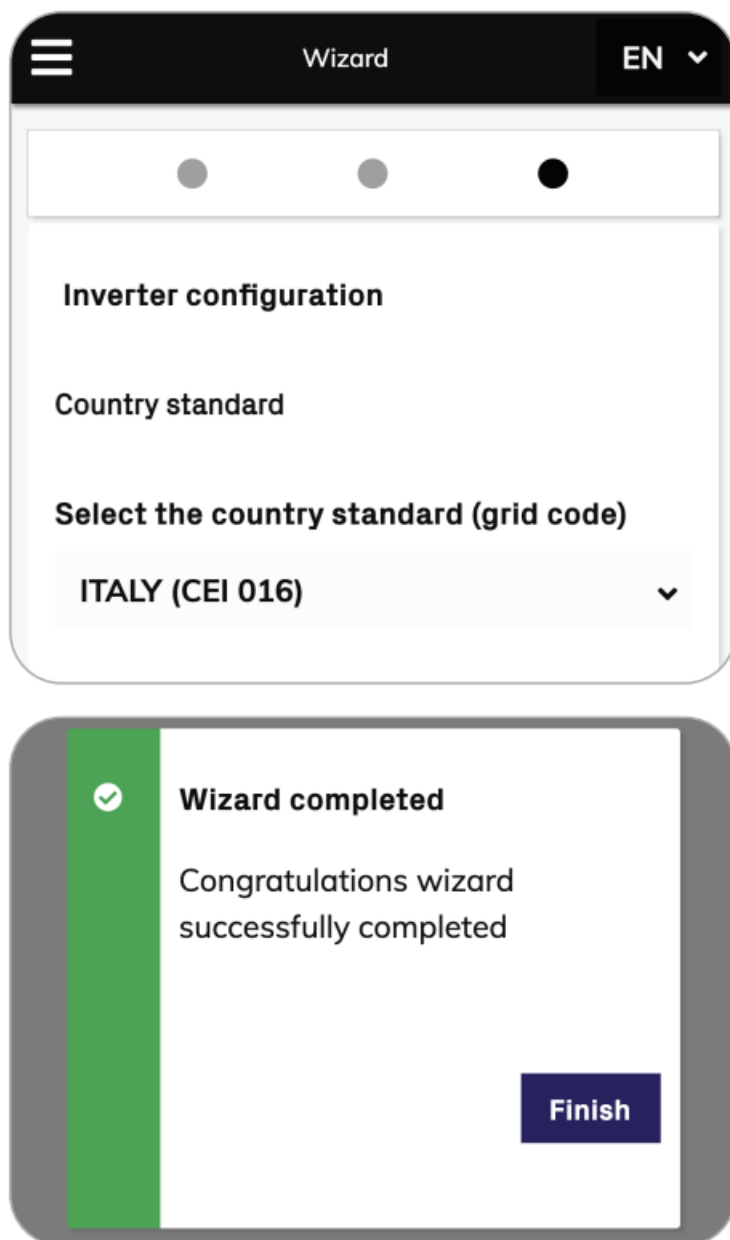 Wizard
EN
Inverter configuration
Country standard
Select the country standard (grid code)
ITALY (CEI 016)
Wizard completed
Congratulations wizard
successfully completed
Finish